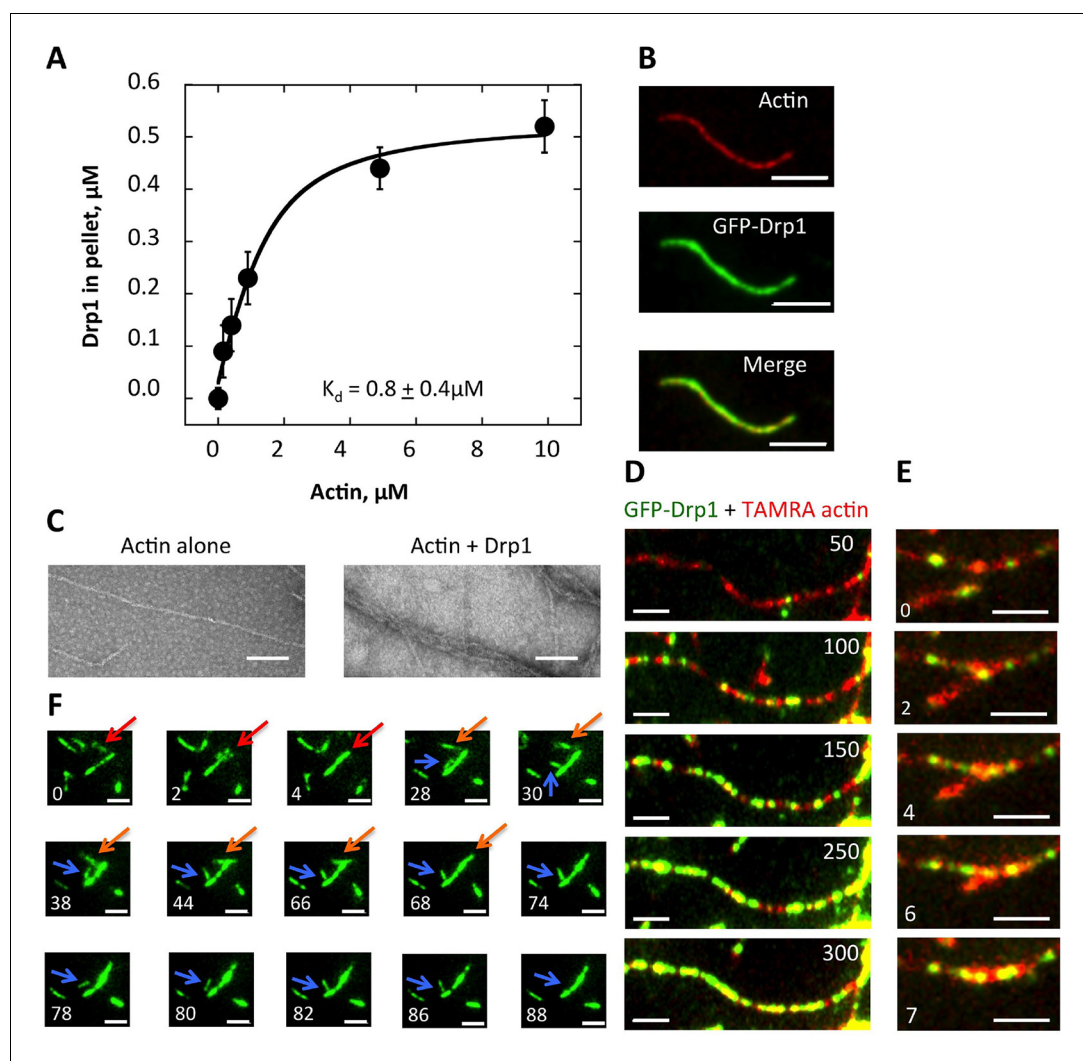 A
0.6
0.5
0.4
0.3
0.2
0.1
0.0
Drp1 in pellet, µM
K_d = 0.8 ± 0.4µM
0 2 4 6 8 10
Actin, µM
B
Actin
GFP-Drp1
Merge
C
Actin alone
Actin + Drp1
D
GFP-Drp1 + TAMRA actin
50
100
150
250
300
E
0
2
4
6
7
F
0 2 4 28 30
38 44 66 68 74
78 80 82 86 88